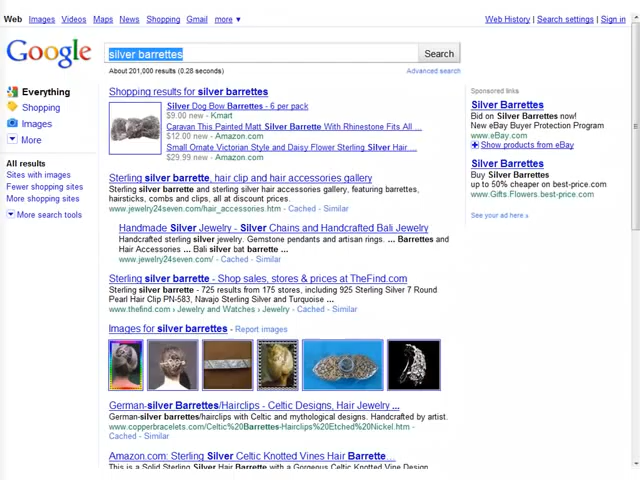 Web Images Videos Maps News Shopping Gmail more ▼
Web History | Search settings | Sign in
Google
silver barrettes
Search
About 201,000 results (0.28 seconds)
Advanced search
Everything
Shopping
Images
More
All results
Sites with images
Fewer shopping sites
More shopping sites
More search tools
Shopping results for silver barrettes
Silver Dog Bow Barrettes - 6 per pack
$9.00 new - Kmart
Caravan This Painted Matt Silver Barrette With Rhinestone Fits All ...
$12.00 new - Amazon.com
Small Ornate Victorian Style and Daisy Flower Sterling Silver Hair ...
$29.99 new - Amazon.com
Sterling silver barrette, hair clip and hair accessories gallery
Sterling silver barrette and sterling silver hair accessories gallery, featuring barrettes,
hairsticks, combs and clips, all at discount prices.
www.jewelry24seven.com/hair_accessories.htm - Cached - Similar
Handmade Silver Jewelry - Silver Chains and Handcrafted Bali Jewelry
Handcrafted sterling silver jewelry. Gemstone pendants and artisan rings. ... Barrettes and
Hair Accessories ... Bali silver bat barrette ...
www.jewelry24seven.com/ - Cached - Similar
Sterling silver barrette - Shop sales, stores & prices at TheFind.com
Sterling silver barrette - 725 results from 175 stores, including 925 Sterling Silver 7 Round
Pearl Hair Clip PN-583, Navajo Sterling Silver and Turquoise ...
www.thefind.com › Jewelry and Watches › Jewelry - Cached - Similar
Images for silver barrettes - Report images
German-silver Barrettes/Hairclips - Celtic Designs, Hair Jewelry ...
German-silver barrettes/hairclips with Celtic and mythological designs. Handcrafted by artist.
www.copperbracelets.com/Celtic%20Barrettes-Hairclips%20Etched%20Nickel.htm -
Cached - Similar
Amazon.com: Sterling Silver Celtic Knotted Vines Hair Barrette...
This is a Solid Sterling Silver Hair Barrette with a Gorgeous Celtic Knotted Vine Design
Sponsored links
Silver Barrettes
Bid on Silver Barrettes now!
New eBay Buyer Protection Program
www.eBay.com
Show products from eBay
Silver Barrettes
Buy Silver Barrettes
up to 50% cheaper on best-price.com
www.Gifts.Flowers.best-price.com
See your ad here »